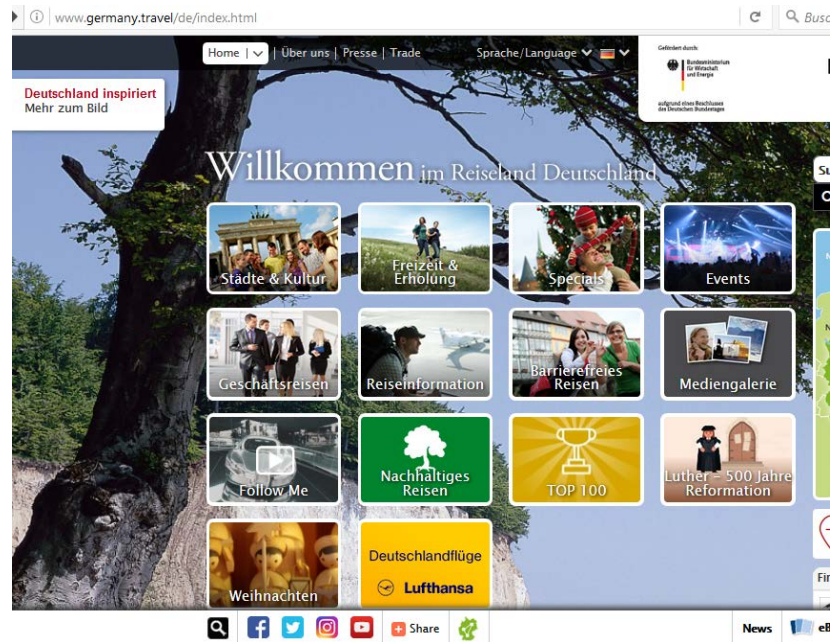 www.germany.travel/de/index.html
Home
Über uns | Presse | Trade
Sprache/Language
Gefördert durch:
Bundesministerium
für Wirtschaft
und Energie
aufgrund eines Beschlusses
des Deutschen Bundestages
Deutschland inspiriert
Mehr zum Bild
Willkommen im Reiseland Deutschland
Städte & Kultur
Freizeit &
Erholung
Specials
Events
Geschäftsreisen
Reiseinformation
Barrierefreies
Reisen
Mediengalerie
Follow Me
Nachhaltiges
Reisen
TOP 100
Luther – 500 Jahre
Reformation
Weihnachten
Deutschlandflüge
Lufthansa
Share
News